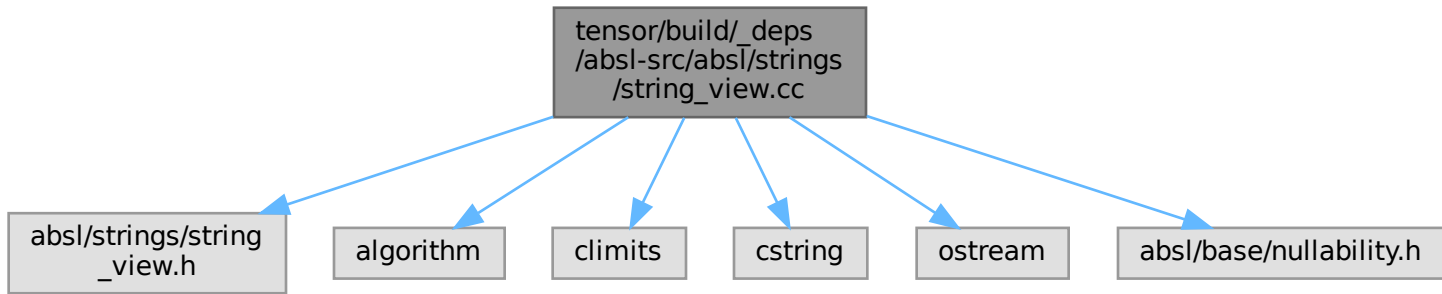 tensor/build/_deps
/absl-src/absl/strings
/string_view.cc
absl/strings/string
_view.h
algorithm
climits
cstring
ostream
absl/base/nullability.h